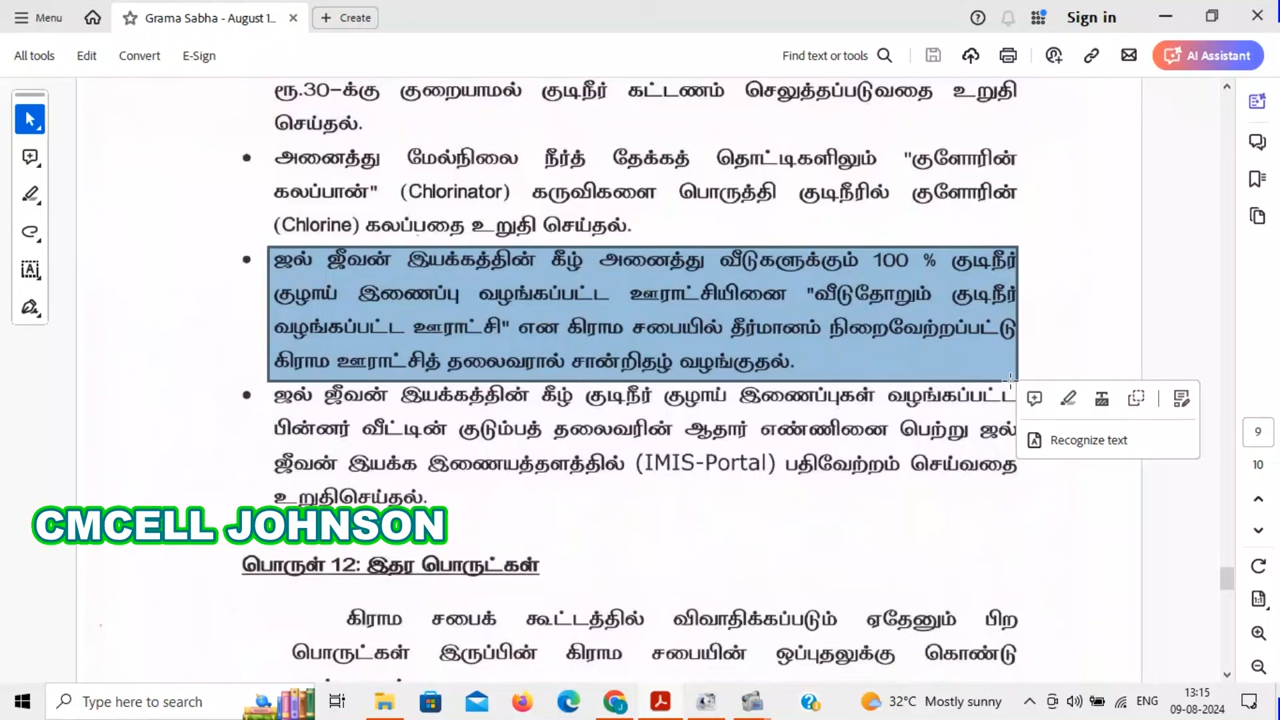 Menu
Grama Sabha - August 1...
Create
Sign in
All tools Edit Convert E-Sign
Find text or tools
AI Assistant
ரூ.30-க்கு குறையாமல் குடிநீர் கட்டணம் செலுத்தப்படுவதை உறுதி
செய்தல்.
• அனைத்து மேல்நிலை நீர்த் தேக்கத் தொட்டிகளிலும் "குளோரின்
கலப்பான்" (Chlorinator) கருவிகளை பொருத்தி குடிநீரில் குளோரின்
(Chlorine) கலப்பதை உறுதி செய்தல்.
• ஜல் ஜீவன் இயக்கத்தின் கீழ் அனைத்து வீடுகளுக்கும் 100 % குடிநீர்
குழாய் இணைப்பு வழங்கப்பட்ட ஊராட்சியினை "வீடுதோறும் குடிநீர்
வழங்கப்பட்ட ஊராட்சி" என கிராம சபையில் தீர்மானம் நிறைவேற்றப்பட்டு
கிராம ஊராட்சித் தலைவரால் சான்றிதழ் வழங்குதல்.
• ஜல் ஜீவன் இயக்கத்தின் கீழ் குடிநீர் குழாய் இணைப்புகள் வழங்கப்பட்ட
பின்னர் வீட்டின் குடும்பத் தலைவரின் ஆதார் எண்ணினை பெற்று ஜல்
ஜீவன் இயக்க இணையத்தளத்தில் (IMIS-Portal) பதிவேற்றம் செய்வதை
உறுதிசெய்தல்.
Recognize text
9
10
CMCELL JOHNSON
பொருள் 12: இதர பொருட்கள்
கிராம சபைக் கூட்டத்தில் விவாதிக்கப்படும் ஏதேனும் பிற
பொருட்கள் இருப்பின் கிராம சபையின் ஒப்புதலுக்கு கொண்டு
Type here to search
32°C Mostly sunny
ENG
13:15
09-08-2024